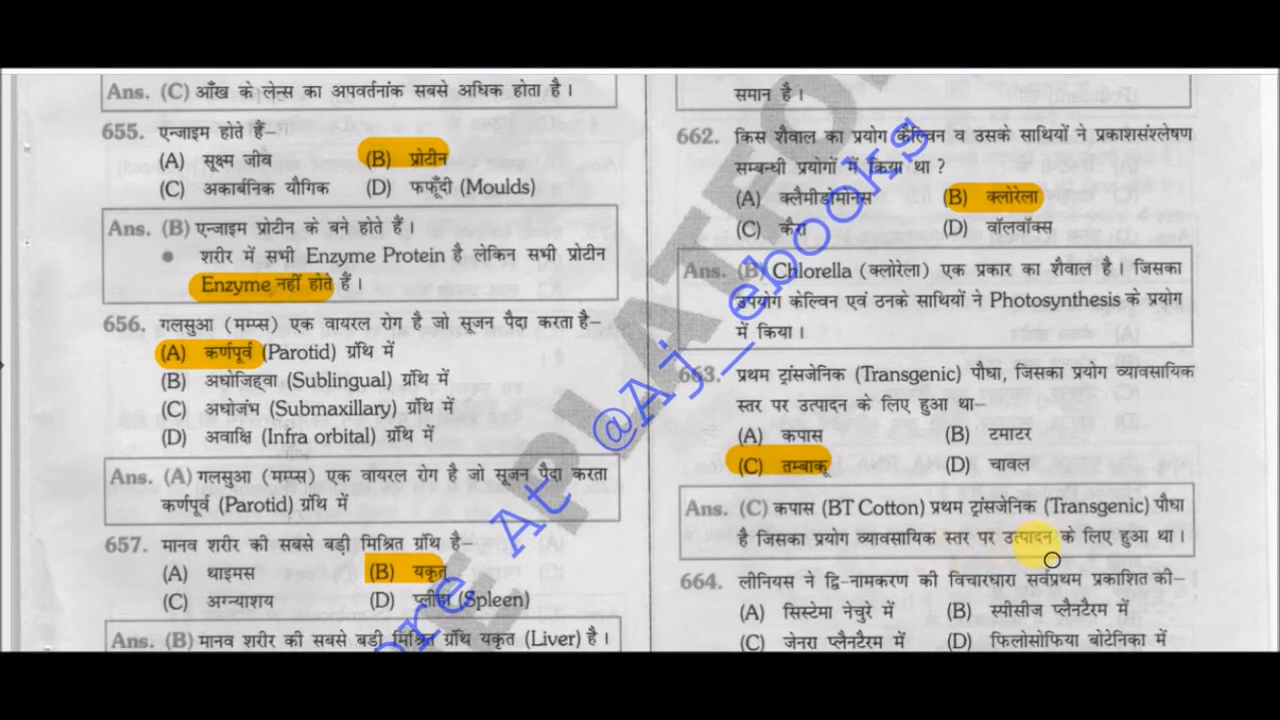 Ans. (C) आँख के लेन्स का अपवर्तनांक सबसे अधिक होता है।
655. एन्जाइम होते हैं–
(A) सूक्ष्म जीव (B) प्रोटीन
(C) अकार्बनिक यौगिक (D) फफूँदी (Moulds)
Ans. (B) एन्जाइम प्रोटीन के बने होते हैं।
● शरीर में सभी Enzyme Protein है लेकिन सभी प्रोटीन
Enzyme नहीं होते हैं।
656. गलसुआ (मम्प्स) एक वायरल रोग है जो सूजन पैदा करता है–
(A) कर्णपूर्व (Parotid) ग्रंथि में
(B) अधोजिह्वा (Sublingual) ग्रंथि में
(C) अधोजंभ (Submaxillary) ग्रंथि में
(D) अवाक्षि (Infra orbital) ग्रंथि में
Ans. (A) गलसुआ (मम्प्स) एक वायरल रोग है जो सूजन पैदा करता
कर्णपूर्व (Parotid) ग्रंथि में
657. मानव शरीर की सबसे बड़ी मिश्रित ग्रंथि है–
(A) थाइमस (B) यकृत
(C) अग्न्याशय (D) प्लीहा (Spleen)
Ans. (B) मानव शरीर की सबसे बड़ी मिश्रित ग्रंथि यकृत (Liver) है।
समान है।
662. किस शैवाल का प्रयोग कैल्विन व उसके साथियों ने प्रकाशसंश्लेषण
सम्बन्धी प्रयोगों में किया था ?
(A) क्लैमीडोमोनेस (B) क्लोरेला
(C) कैरा (D) वॉलवॉक्स
Ans. (B) Chlorella (क्लोरेला) एक प्रकार का शैवाल है। जिसका
उपयोग केल्विन एवं उनके साथियों ने Photosynthesis के प्रयोग
में किया।
663. प्रथम ट्रांसजेनिक (Transgenic) पौधा, जिसका प्रयोग व्यावसायिक
स्तर पर उत्पादन के लिए हुआ था–
(A) कपास (B) टमाटर
(C) तम्बाकू (D) चावल
Ans. (C) कपास (BT Cotton) प्रथम ट्रांसजेनिक (Transgenic) पौधा
है जिसका प्रयोग व्यावसायिक स्तर पर उत्पादन के लिए हुआ था।
664. लीनियस ने द्वि-नामकरण की विचारधारा सर्वप्रथम प्रकाशित की–
(A) सिस्टेमा नेचुरे में (B) स्पीसीज प्लैनटैरम में
(C) जेनरा प्लैनटैरम में (D) फिलोसोफिया बोटेनिका में
At @Aj_ebooks